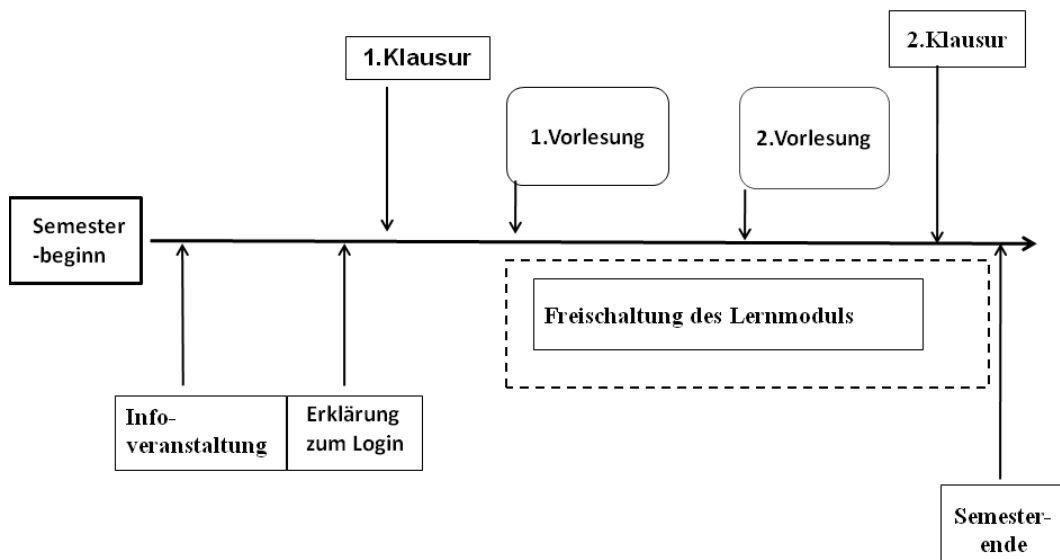 2.Klausur
1.Klausur
1.Vorlesung
2.Vorlesung
Semester
-beginn
Freischaltung des Lernmoduls
Info-
veranstaltung
Erklärung
zum Login
Semester-
ende